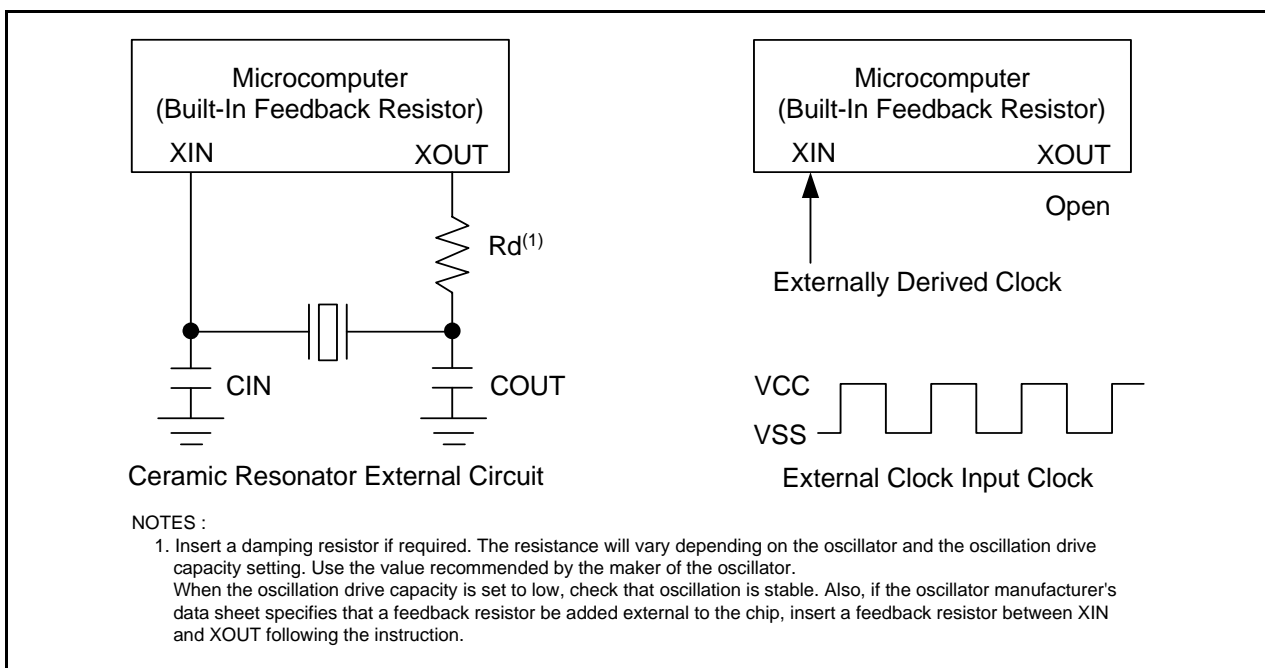 Microcomputer
(Built-In Feedback Resistor)
XIN
XOUT
Rd(1)
CIN
COUT
Ceramic Resonator External Circuit
Microcomputer
(Built-In Feedback Resistor)
XIN
XOUT
Open
Externally Derived Clock
VCC
VSS
External Clock Input Clock
NOTES :
1. Insert a damping resistor if required. The resistance will vary depending on the oscillator and the oscillation drive
capacity setting. Use the value recommended by the maker of the oscillator.
When the oscillation drive capacity is set to low, check that oscillation is stable. Also, if the oscillator manufacturer's
data sheet specifies that a feedback resistor be added external to the chip, insert a feedback resistor between XIN
and XOUT following the instruction.